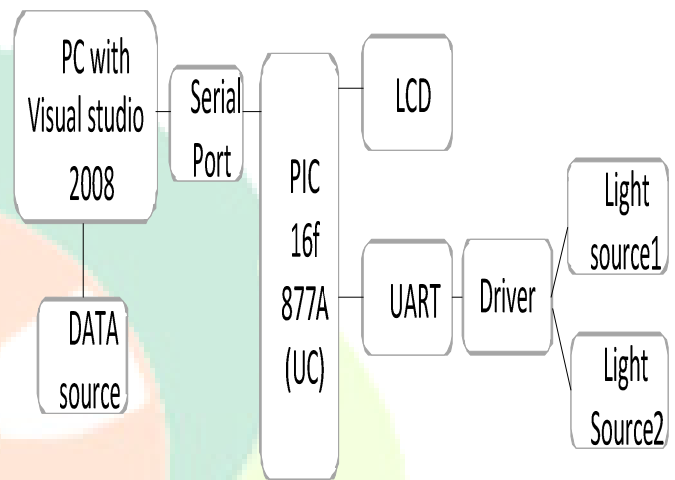 PC with
Visual studio
2008
Serial
Port
LCD
PIC
16f
877A
(UC)
Light
source1
UART
Driver
DATA
source
Light
Source2